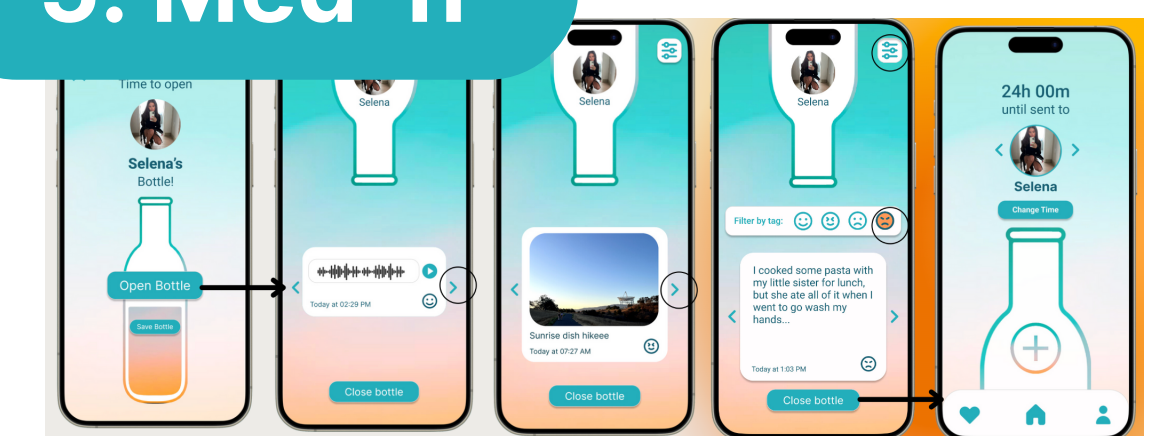 3. Med-fi
Time to open
Selena's
Bottle!
Open Bottle
Save Bottle
Selena
Today at 02:29 PM
Close bottle
Selena
Sunrise dish hikeee
Today at 07:27 AM
Close bottle
Selena
Filter by tag:
I cooked some pasta with
my little sister for lunch,
but she ate all of it when I
went to go wash my
hands...
Today at 1:03 PM
Close bottle
24h 00m
until sent to
Selena
Change Time